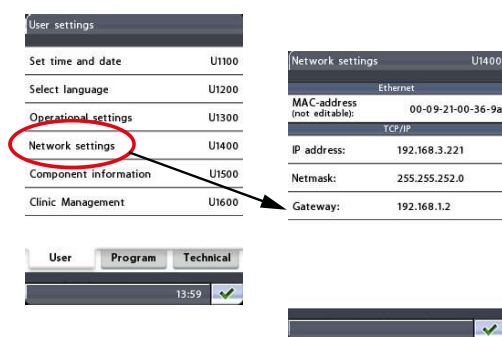 User settings
Set time and date U1100
Select language U1200
Operational settings U1300
Network settings U1400
Component information U1500
Clinic Management U1600
User Program Technical
13:59
Network settings U1400
Ethernet
MAC-address
(not editable): 00-09-21-00-36-9a
TCP/IP
IP address: 192.168.3.221
Netmask: 255.255.252.0
Gateway: 192.168.1.2